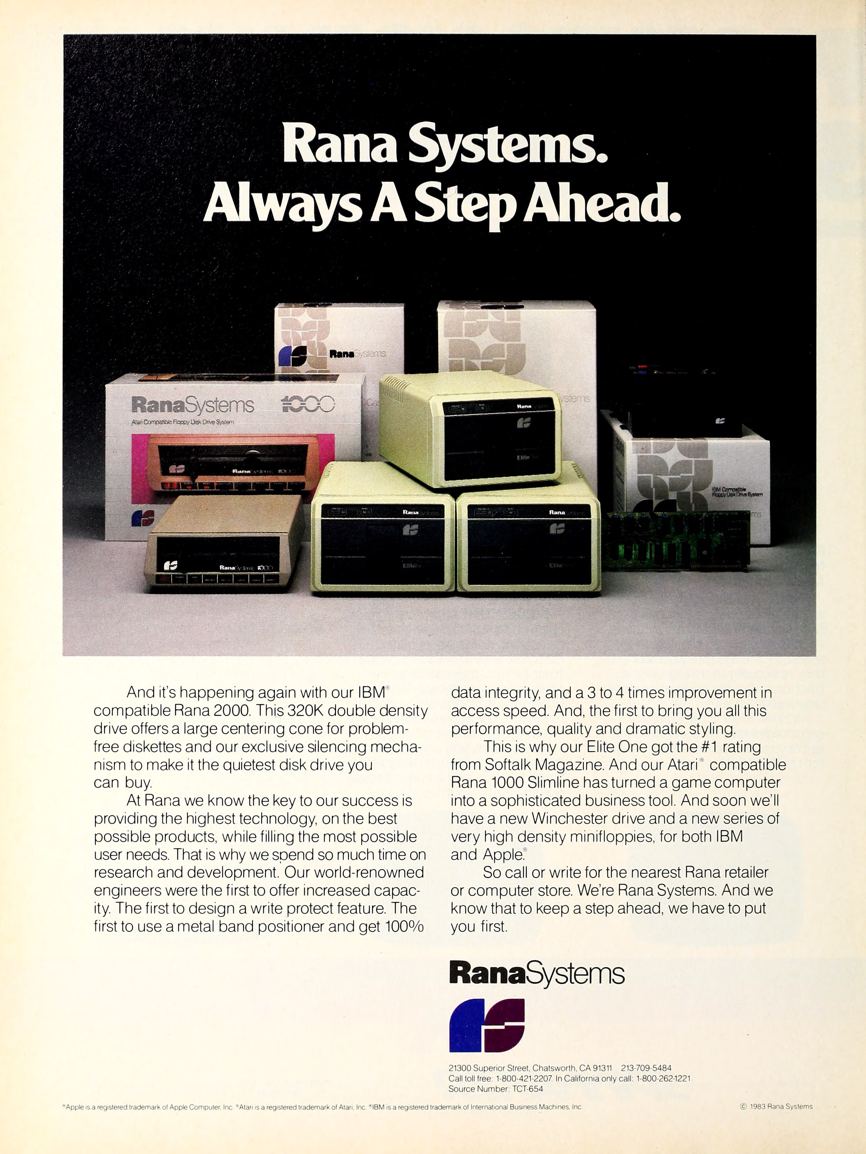 Rana Systems.
Always A Step Ahead.
RanaSystems
RanaSystems 1000
Atari Compatible Floppy Disk Drive System
Systems
RanaSystems 1000
Rana
Elite
IBM Compatible
Floppy Disk Drive System
RanaSystems 1000
Rana
Rana
And it's happening again with our IBM®
compatible Rana 2000. This 320K double density
drive offers a large centering cone for problem-
free diskettes and our exclusive silencing mecha-
nism to make it the quietest disk drive you
can buy.
At Rana we know the key to our success is
providing the highest technology, on the best
possible products, while filling the most possible
user needs. That is why we spend so much time on
research and development. Our world-renowned
engineers were the first to offer increased capac-
ity. The first to design a write protect feature. The
first to use a metal band positioner and get 100%
data integrity, and a 3 to 4 times improvement in
access speed. And, the first to bring you all this
performance, quality and dramatic styling.
This is why our Elite One got the #1 rating
from Softalk Magazine. And our Atari® compatible
Rana 1000 Slimline has turned a game computer
into a sophisticated business tool. And soon we'll
have a new Winchester drive and a new series of
very high density minifloppies, for both IBM
and Apple.®
So call or write for the nearest Rana retailer
or computer store. We're Rana Systems. And we
know that to keep a step ahead, we have to put
you first.
RanaSystems
21300 Superior Street, Chatsworth, CA 91311 213-709-5484
Call toll free: 1-800-421-2207. In California only call: 1-800-262-1221
Source Number: TCT-654
®Apple is a registered trademark of Apple Computer, Inc. ®Atari is a registered trademark of Atari, Inc. ®IBM is a registered trademark of International Business Machines, Inc.
© 1983 Rana Systems